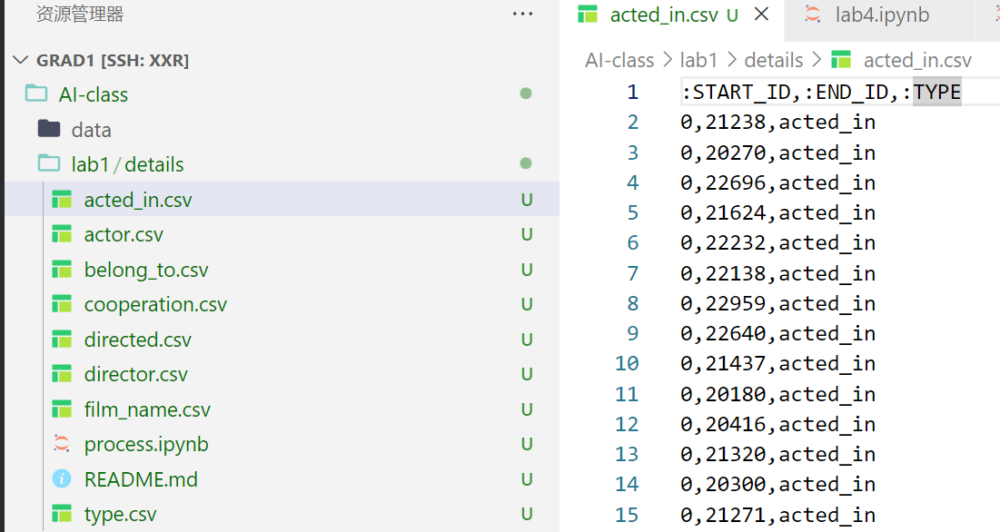 资源管理器 ···
GRAD1 [SSH: XXR]
AI-class
data
lab1 / details
acted_in.csv U
actor.csv U
belong_to.csv U
cooperation.csv U
directed.csv U
director.csv U
film_name.csv U
process.ipynb U
README.md U
type.csv U
acted_in.csv U
lab4.ipynb
AI-class > lab1 > details > acted_in.csv
1 :START_ID,:END_ID,:TYPE
2 0,21238,acted_in
3 0,20270,acted_in
4 0,22696,acted_in
5 0,21624,acted_in
6 0,22232,acted_in
7 0,22138,acted_in
8 0,22959,acted_in
9 0,22640,acted_in
10 0,21437,acted_in
11 0,20180,acted_in
12 0,20416,acted_in
13 0,21320,acted_in
14 0,20300,acted_in
15 0,21271,acted_in